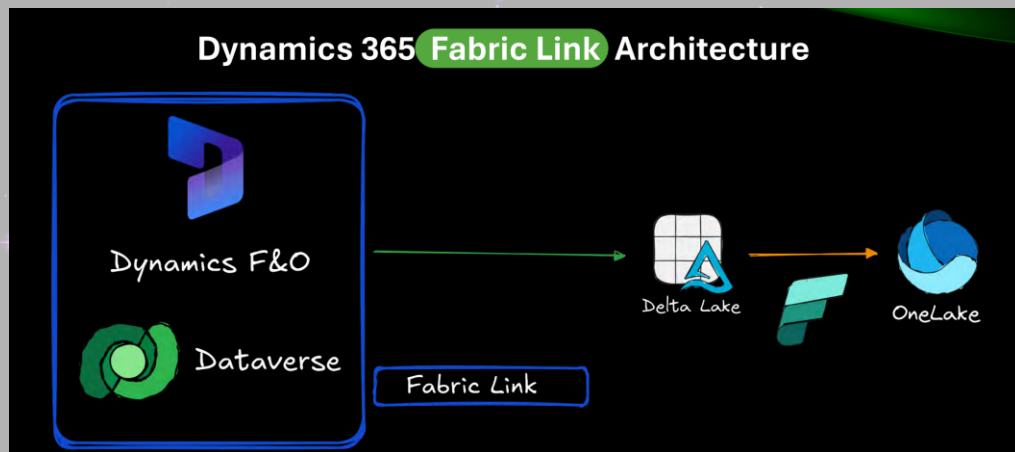 Dynamics 365 Fabric Link Architecture
Dynamics F&O
Dataverse
Fabric Link
Delta Lake
OneLake